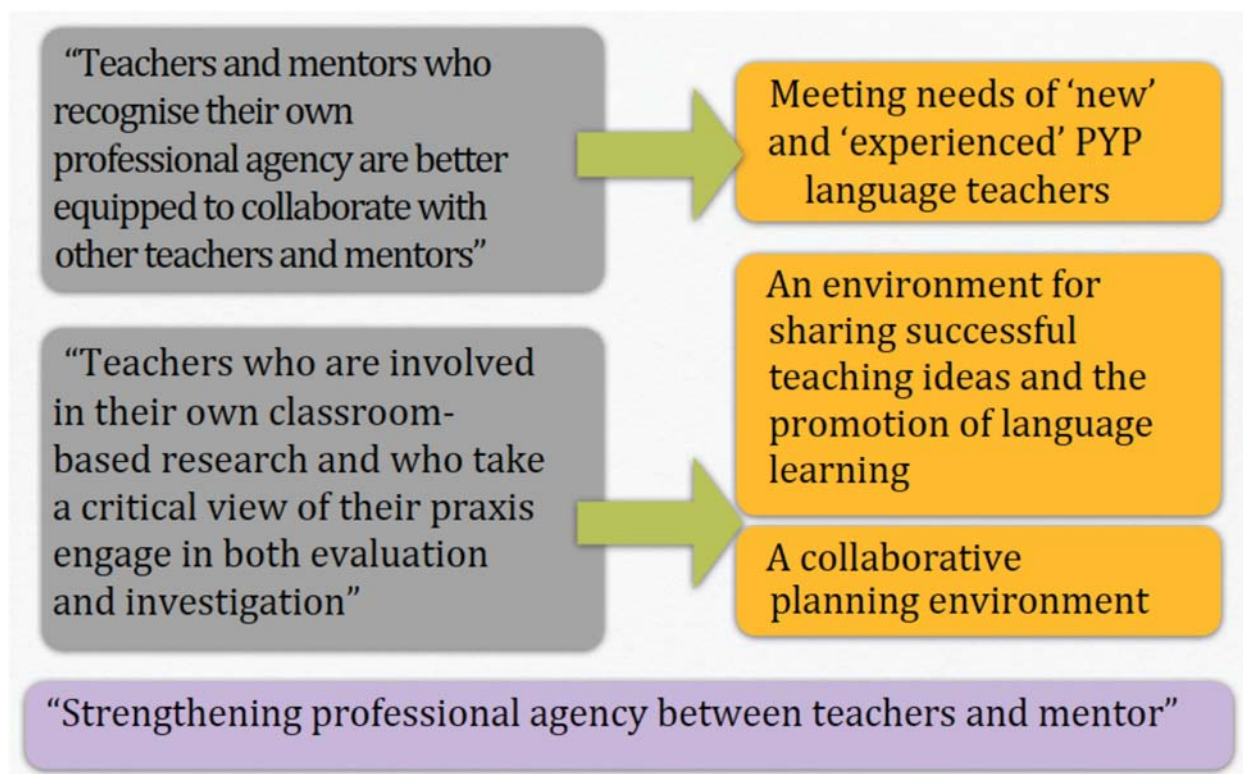 “Teachers and mentors who
recognise their own
professional agency are better
equipped to collaborate with
other teachers and mentors”
Meeting needs of ‘new’
and ‘experienced’ PYP
language teachers
“Teachers who are involved
in their own classroom-
based research and who take
a critical view of their praxis
engage in both evaluation
and investigation”
An environment for
sharing successful
teaching ideas and the
promotion of language
learning
A collaborative
planning environment
“Strengthening professional agency between teachers and mentor”